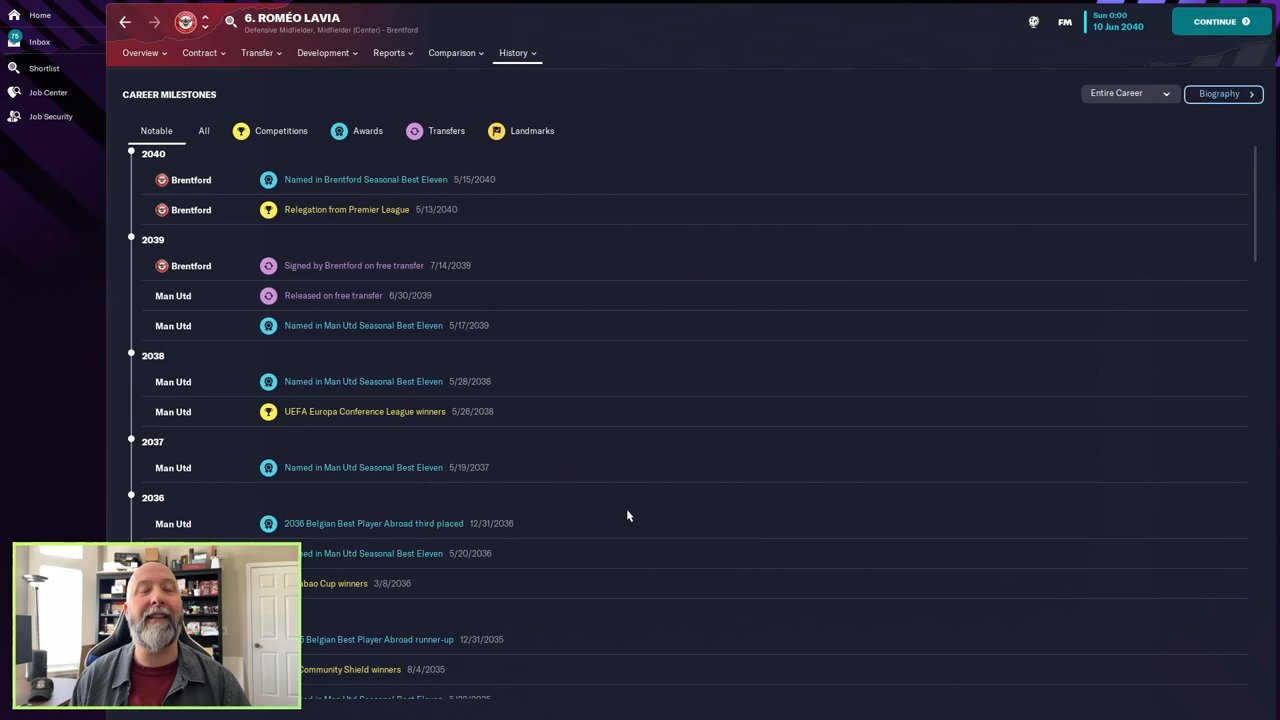 Home
6. ROMÉO LAVIA
Defensive Midfielder, Midfielder (Center) - Brentford
FM
Sun 0:00
10 Jun 2040
CONTINUE
75
Inbox
Shortlist
Job Center
Job Security
Overview
Contract
Transfer
Development
Reports
Comparison
History
CAREER MILESTONES
Entire Career
Biography
Notable
All
Competitions
Awards
Transfers
Landmarks
2040
Brentford Named in Brentford Seasonal Best Eleven 5/15/2040
Brentford Relegation from Premier League 5/13/2040
2039
Brentford Signed by Brentford on free transfer 7/14/2039
Man Utd Released on free transfer 6/30/2039
Man Utd Named in Man Utd Seasonal Best Eleven 5/17/2039
2038
Man Utd Named in Man Utd Seasonal Best Eleven 5/28/2038
Man Utd UEFA Europa Conference League winners 5/26/2038
2037
Man Utd Named in Man Utd Seasonal Best Eleven 5/19/2037
2036
Man Utd 2036 Belgian Best Player Abroad third placed 12/31/2036
in Man Utd Seasonal Best Eleven 5/20/2036
Cup winners 3/8/2036
Belgian Best Player Abroad runner-up 12/31/2035
Community Shield winners 8/4/2035
in Man Utd Seasonal Best Eleven